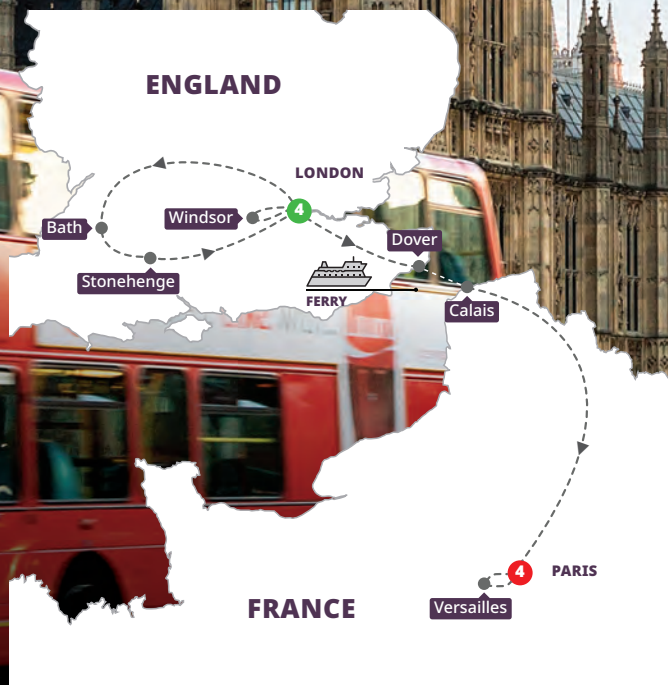 ENGLAND
LONDON
4
Windsor
Bath
Dover
Stonehenge
FERRY
Calais
4
PARIS
Versailles
FRANCE